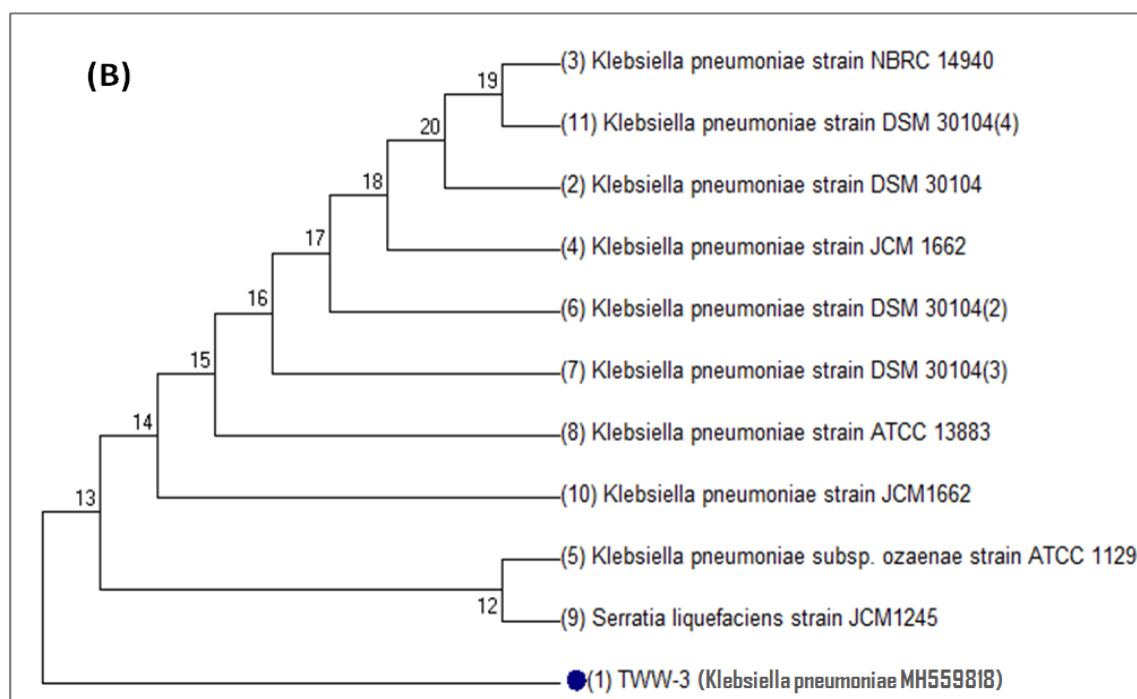 (B)
(3) Klebsiella pneumoniae strain NBRC 14940
19
(11) Klebsiella pneumoniae strain DSM 30104(4)
20
(2) Klebsiella pneumoniae strain DSM 30104
18
(4) Klebsiella pneumoniae strain JCM 1662
17
(6) Klebsiella pneumoniae strain DSM 30104(2)
16
(7) Klebsiella pneumoniae strain DSM 30104(3)
15
(8) Klebsiella pneumoniae strain ATCC 13883
14
(10) Klebsiella pneumoniae strain JCM1662
13
(5) Klebsiella pneumoniae subsp. ozaenae strain ATCC 1129
12
(9) Serratia liquefaciens strain JCM1245
(1) TWW-3 (Klebsiella pneumoniae MH559818)